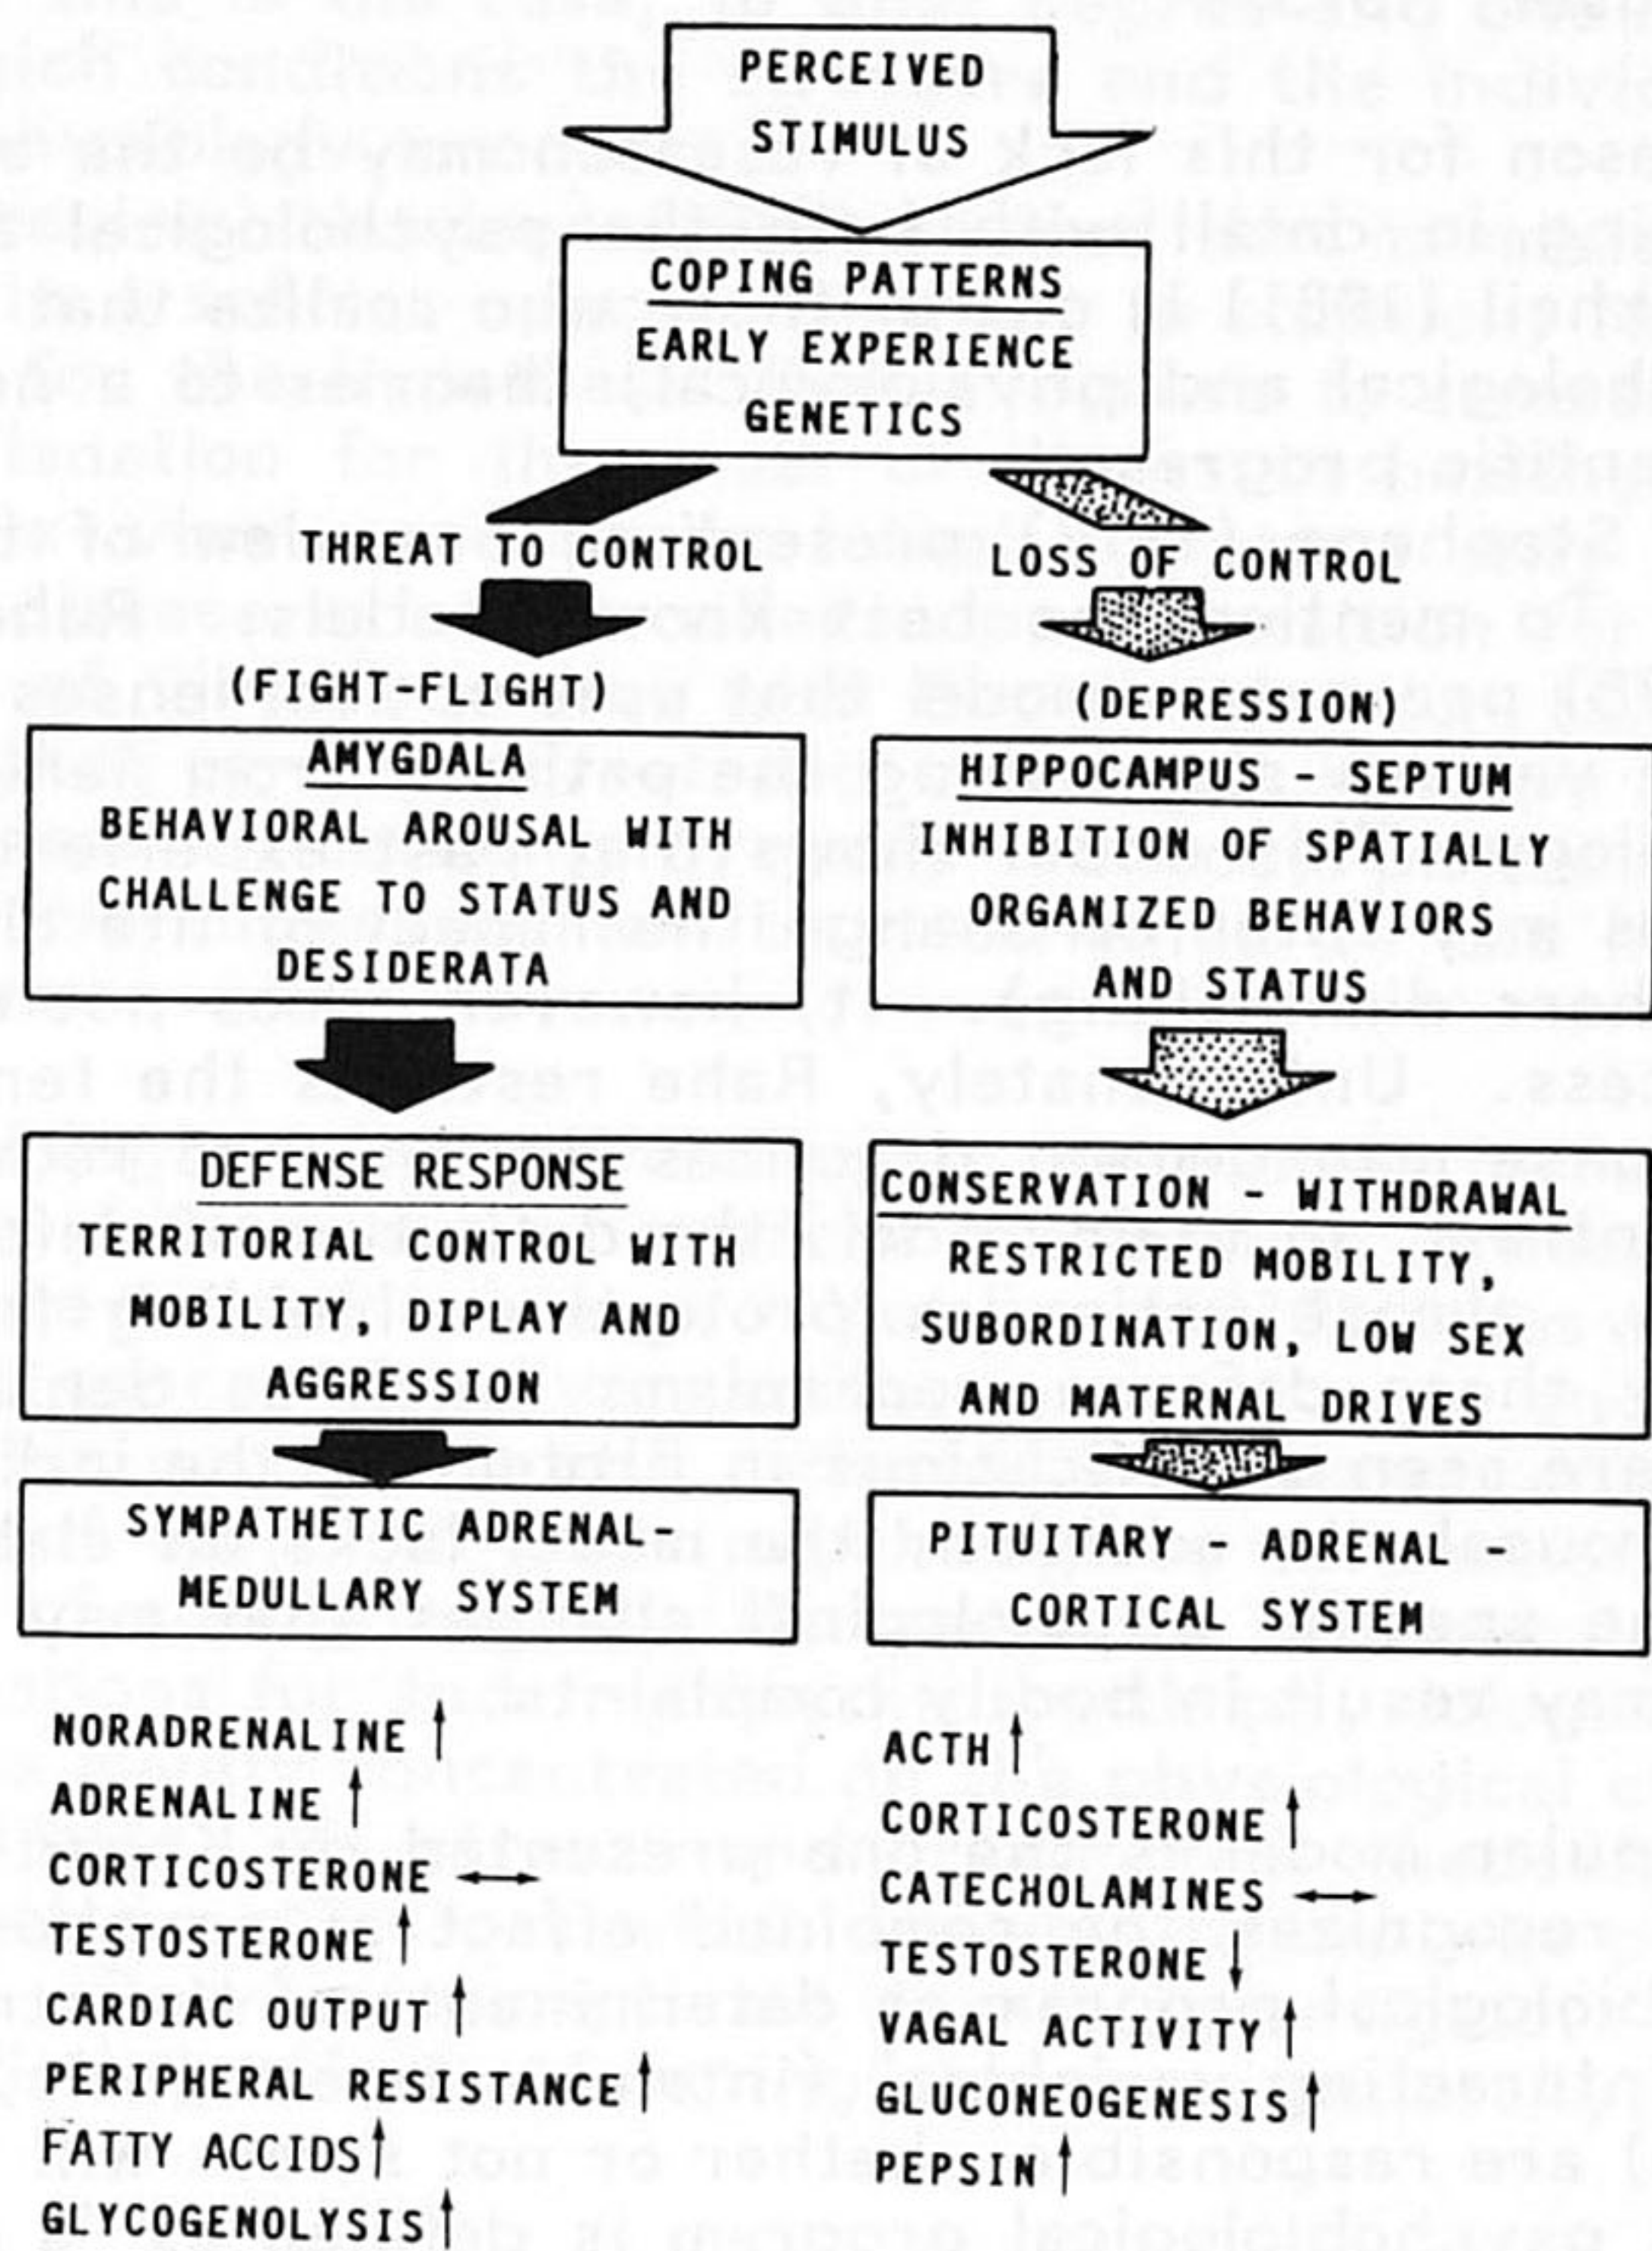 PERCEIVED
STIMULUS
COPING PATTERNS
EARLY EXPERIENCE
GENETICS
THREAT TO CONTROL
(FIGHT-FLIGHT)
AMYGDALA
BEHAVIORAL AROUSAL WITH
CHALLENGE TO STATUS AND
DESIDERATA
DEFENSE RESPONSE
TERRITORIAL CONTROL WITH
MOBILITY, DIPLAY AND
AGGRESSION
SYMPATHETIC ADRENAL-
MEDULLARY SYSTEM
NORADRENALINE ↑
ADRENALINE ↑
CORTICOSTERONE ↔
TESTOSTERONE ↑
CARDIAC OUTPUT ↑
PERIPHERAL RESISTANCE ↑
FATTY ACCIDS ↑
GLYCOGENOLYSIS ↑
LOSS OF CONTROL
(DEPRESSION)
HIPPOCAMPUS - SEPTUM
INHIBITION OF SPATIALLY
ORGANIZED BEHAVIORS
AND STATUS
CONSERVATION - WITHDRAWAL
RESTRICTED MOBILITY,
SUBORDINATION, LOW SEX
AND MATERNAL DRIVES
PITUITARY - ADRENAL -
CORTICAL SYSTEM
ACTH ↑
CORTICOSTERONE ↑
CATECHOLAMINES ↔
TESTOSTERONE ↓
VAGAL ACTIVITY ↑
GLUCONEOGENESIS ↑
PEPSIN ↑